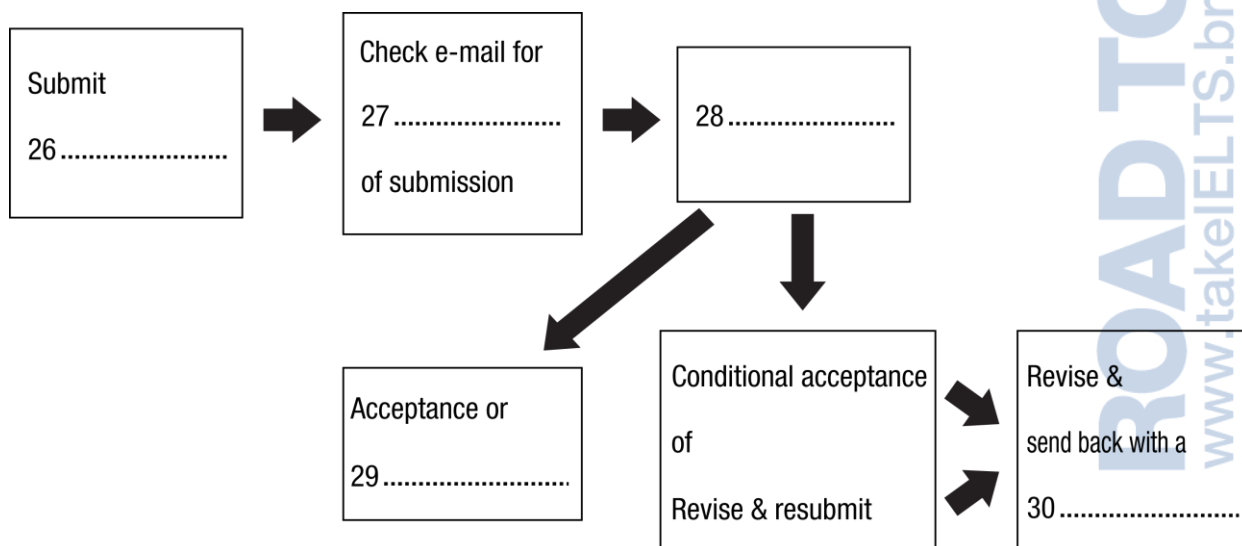 Submit
26
Check e-mail for
27
of submission
28
Acceptance or
29
Conditional acceptance
of
Revise & resubmit
Revise &
send back with a
30
ROAD TO
www.takeIELTS.br